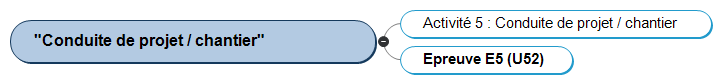 "Conduite de projet / chantier"
Activité 5 : Conduite de projet / chantier
Epreuve E5 (U52)